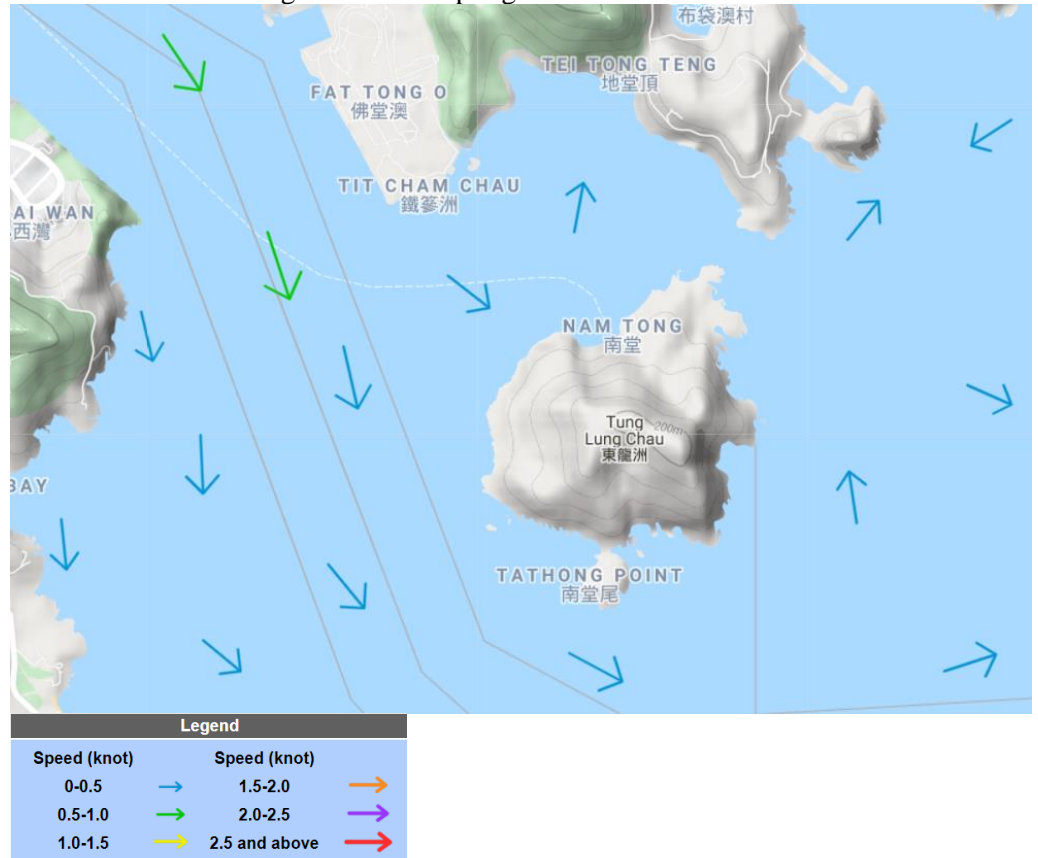 布袋澳村
TEI TONG TENG
地堂頂
FAT TONG O
佛堂澳
TIT CHAM CHAU
鐵篸洲
AI WAN
西灣
NAM TONG
南堂
Tung
Lung Chau
東龍洲
200m
BAY
TATHONG POINT
南堂尾
Legend
Speed (knot) Speed (knot)
0-0.5 1.5-2.0
0.5-1.0 2.0-2.5
1.0-1.5 2.5 and above